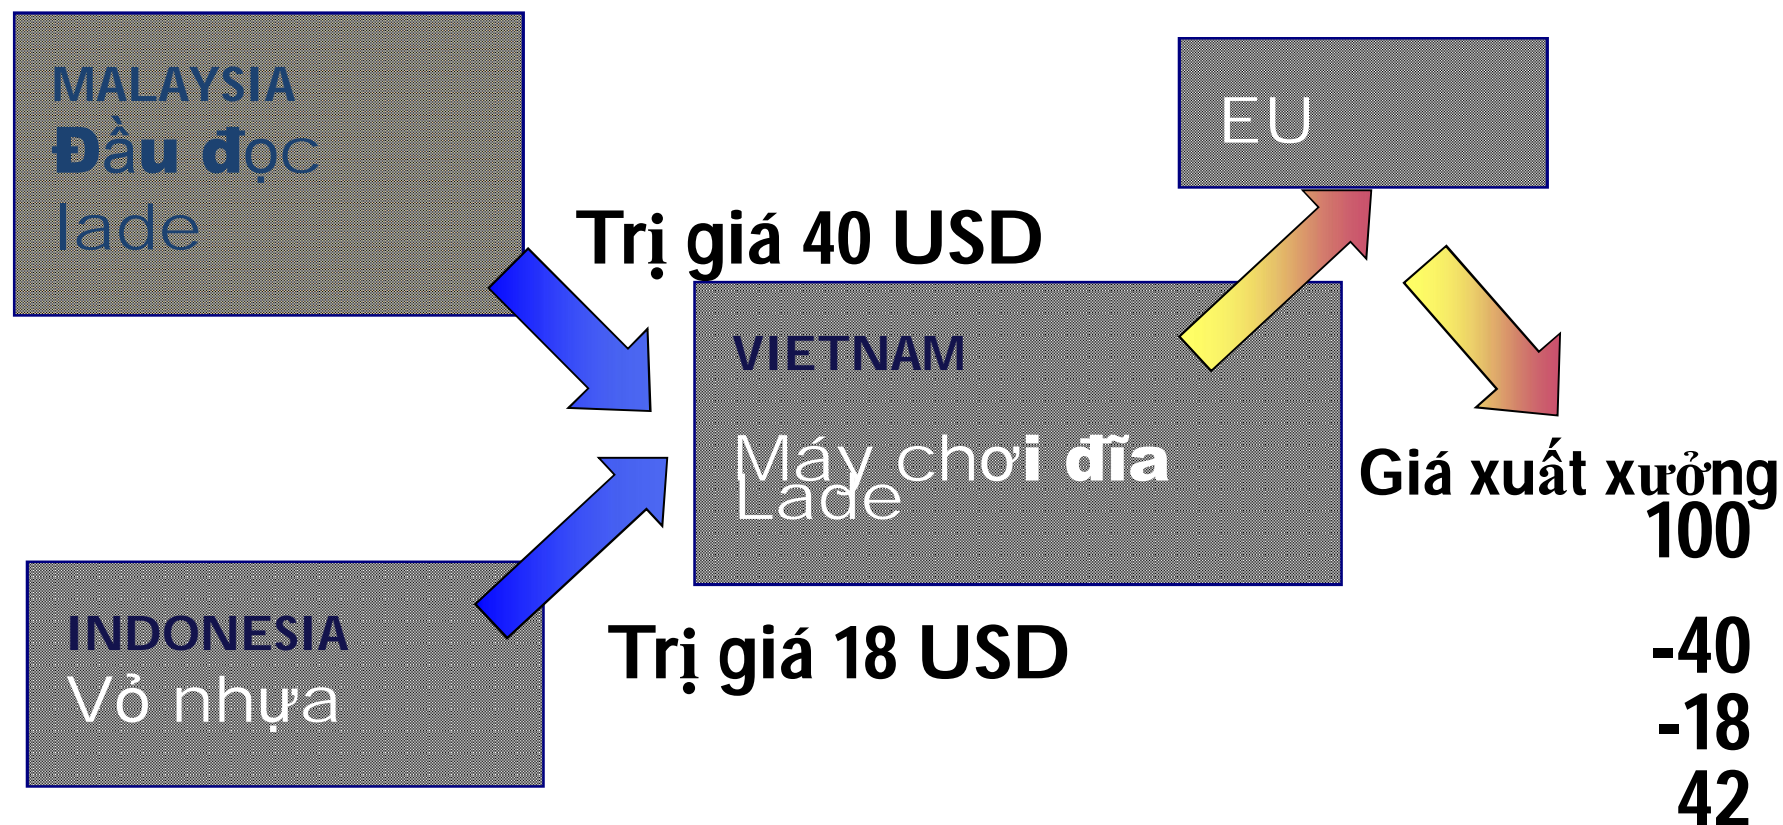 MALAYSIA
Đầu đọc
lade
Trị giá 40 USD
EU
VIETNAM
Máy chơi đĩa
Lade
Giá xuất xưởng
100
INDONESIA
Vỏ nhựa
Trị giá 18 USD
-40
-18
42